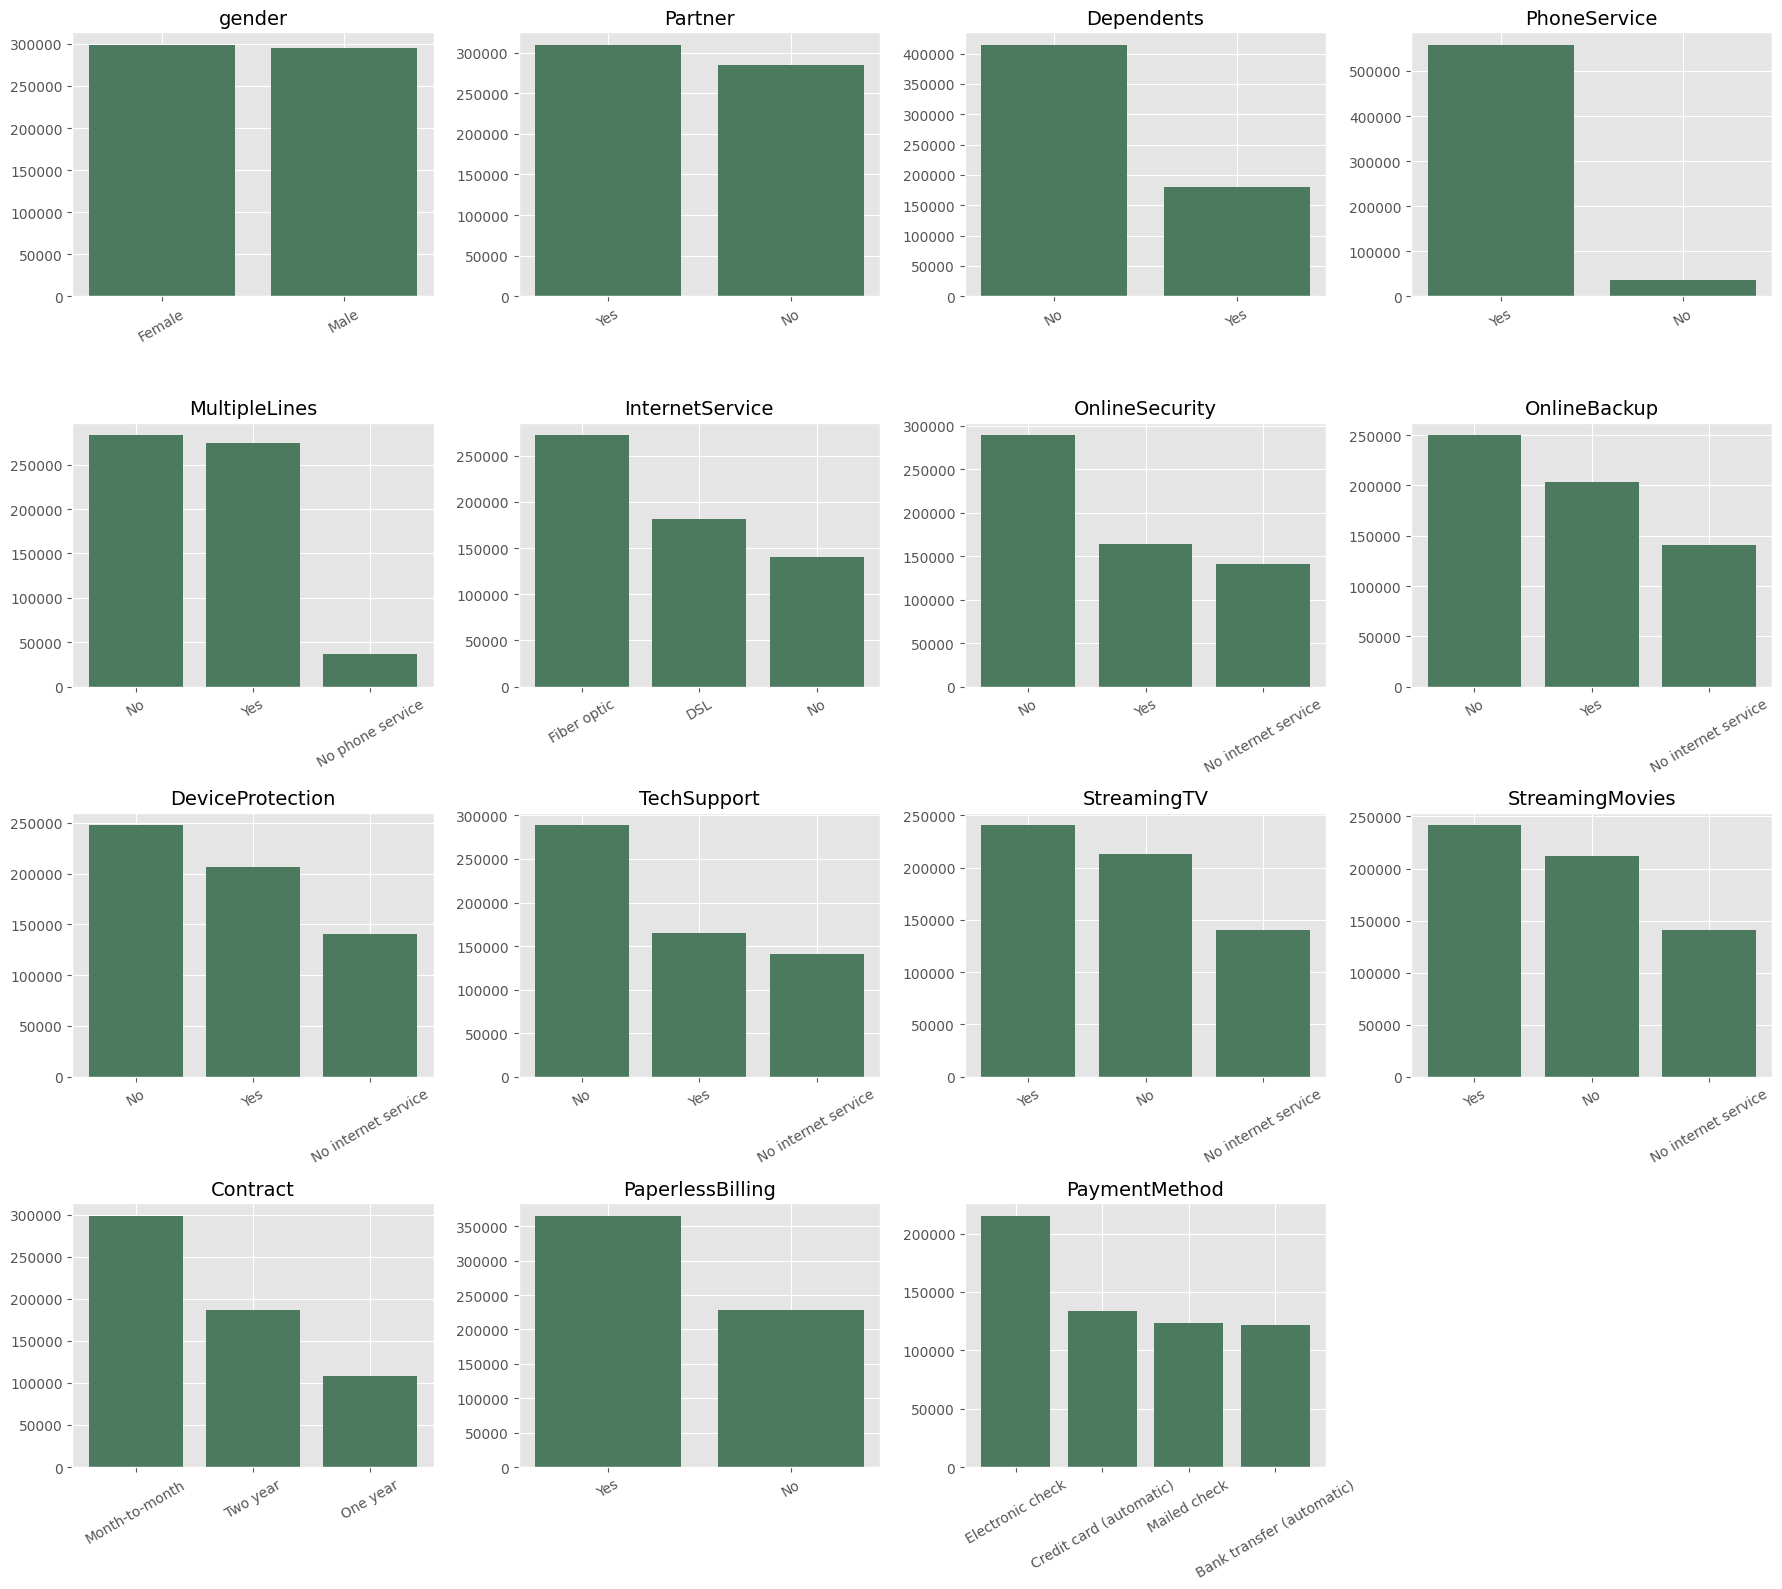 gender
300000
250000
200000
150000
100000
50000
0
Female
Male
Partner
300000
250000
200000
150000
100000
50000
0
Yes
No
Dependents
400000
350000
300000
250000
200000
150000
100000
50000
0
No
Yes
PhoneService
500000
400000
300000
200000
100000
0
Yes
No
MultipleLines
250000
200000
150000
100000
50000
0
No
Yes
No phone service
InternetService
250000
200000
150000
100000
50000
0
Fiber optic
DSL
No
OnlineSecurity
300000
250000
200000
150000
100000
50000
0
No
Yes
No internet service
OnlineBackup
250000
200000
150000
100000
50000
0
No
Yes
No internet service
DeviceProtection
250000
200000
150000
100000
50000
0
No
Yes
No internet service
TechSupport
300000
250000
200000
150000
100000
50000
0
No
Yes
No internet service
StreamingTV
250000
200000
150000
100000
50000
0
Yes
No
No internet service
StreamingMovies
250000
200000
150000
100000
50000
0
Yes
No
No internet service
Contract
300000
250000
200000
150000
100000
50000
0
Month-to-month
Two year
One year
PaperlessBilling
350000
300000
250000
200000
150000
100000
50000
0
Yes
No
PaymentMethod
200000
150000
100000
50000
0
Electronic check
Credit card (automatic)
Mailed check
Bank transfer (automatic)